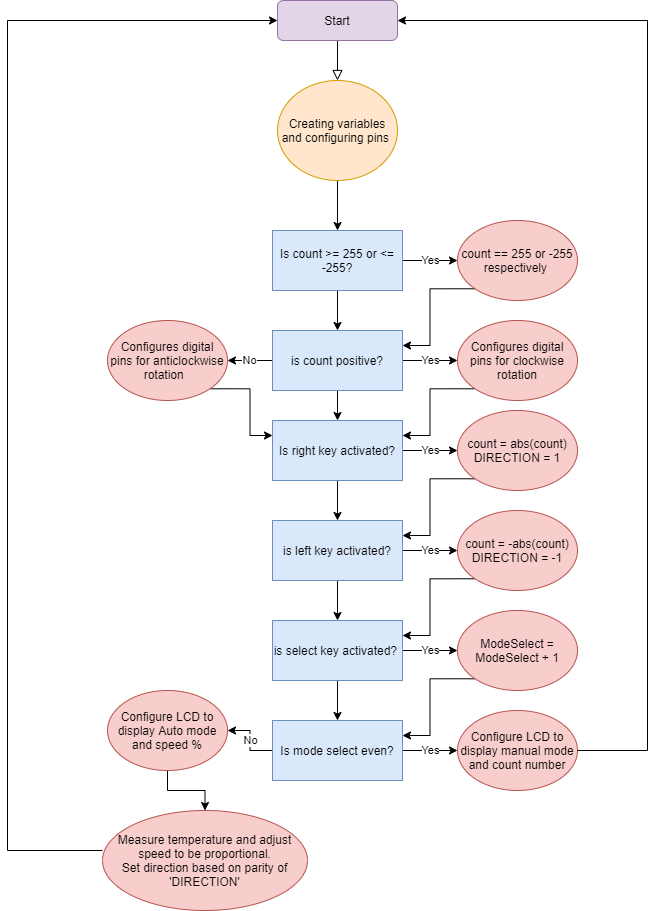 Start
Creating variables
and configuring pins
Is count >= 255 or <=
-255?
Yes
count == 255 or -255
respectively
Configures digital
pins for anticlockwise
rotation
No
is count positive?
Yes
Configures digital
pins for clockwise
rotation
Is right key activated?
Yes
count = abs(count)
DIRECTION = 1
is left key activated?
Yes
count = -abs(count)
DIRECTION = -1
is select key activated?
Yes
ModeSelect =
ModeSelect + 1
Configure LCD to
display Auto mode
and speed %
No
Is mode select even?
Yes
Configure LCD to
display manual mode
and count number
Measure temperature and adjust
speed to be proportional.
Set direction based on parity of
'DIRECTION'